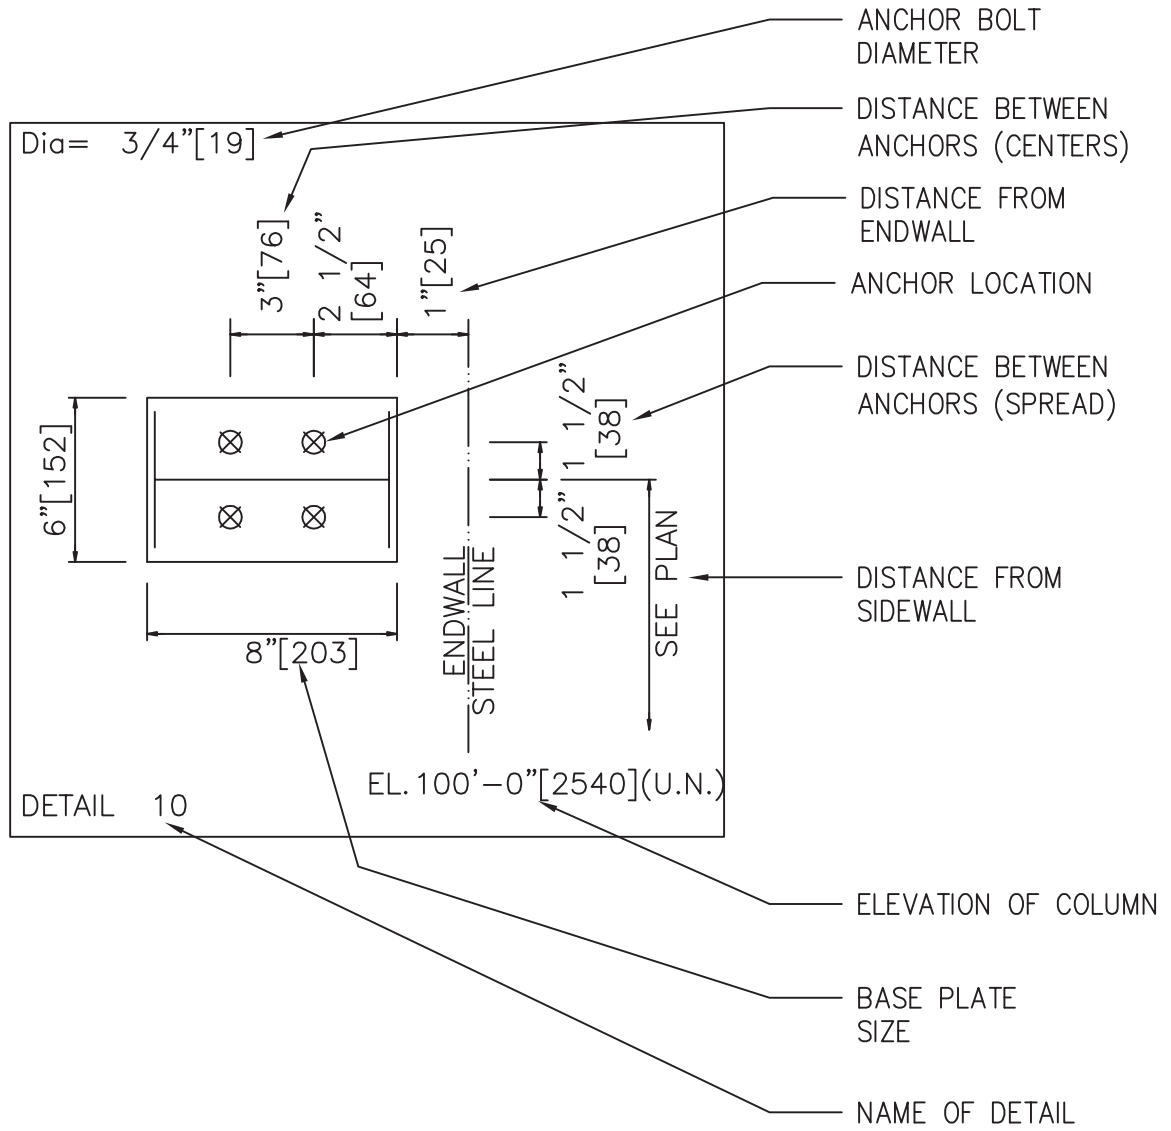 ANCHOR BOLT
DIAMETER
DISTANCE BETWEEN
ANCHORS (CENTERS)
Dia= 3/4"[19]
DISTANCE FROM
ENDWALL
3"[76]
2 1/2"
[64]
1"[25]
ANCHOR LOCATION
DISTANCE BETWEEN
ANCHORS (SPREAD)
1 1/2"
[38]
6"[152]
1 1/2"
[38]
SEE PLAN
ENDWALL
STEEL LINE
DISTANCE FROM
SIDEWALL
8"[203]
EL.100'-0"[2540](U.N.)
DETAIL 10
ELEVATION OF COLUMN
BASE PLATE
SIZE
NAME OF DETAIL